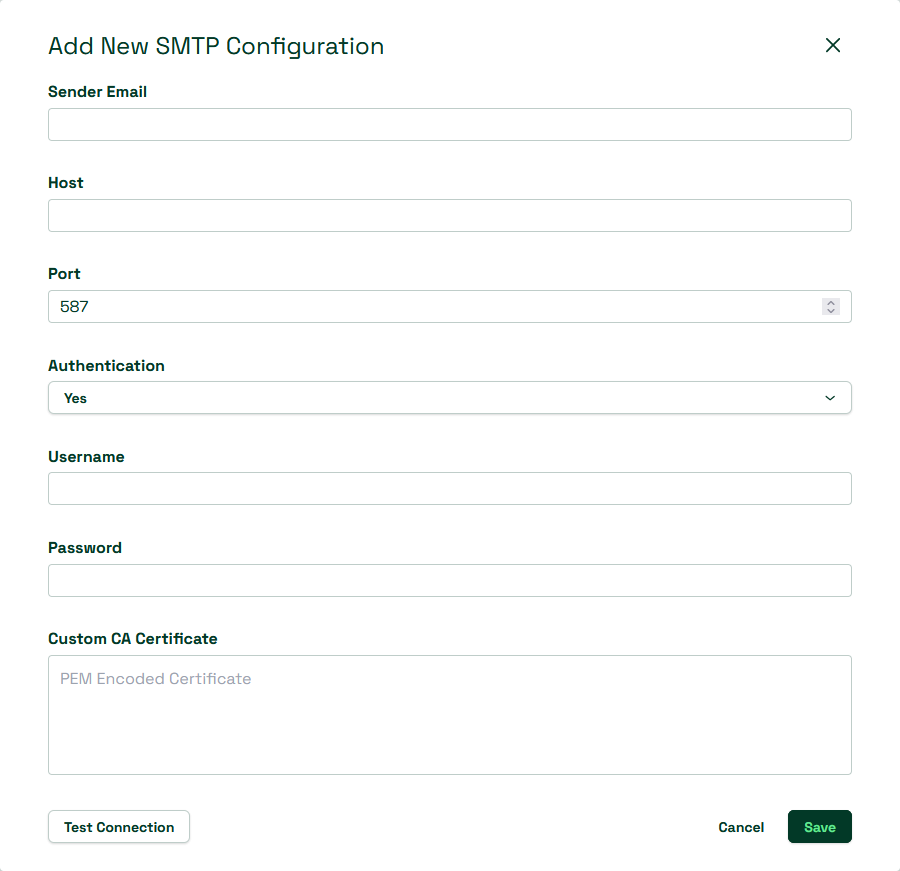 Add New SMTP Configuration
Sender Email
Host
Port
587
Authentication
Yes
Username
Password
Custom CA Certificate
PEM Encoded Certificate
Test Connection
Cancel
Save